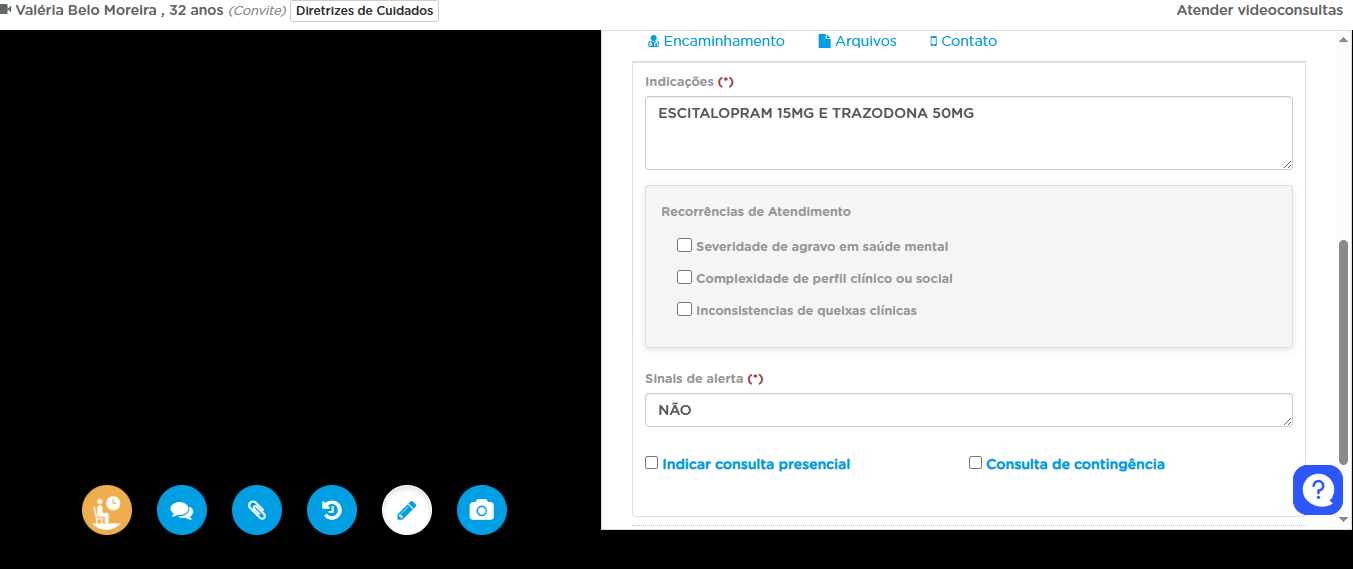 Valéria Belo Moreira , 32 anos (Convite) Diretrizes de Cuidados
Atender videoconsultas
Encaminhamento Arquivos Contato
Indicações (*)
ESCITALOPRAM 15MG E TRAZODONA 50MG
Recorrências de Atendimento
Severidade de agravo em saúde mental
Complexidade de perfil clínico ou social
Inconsistencias de queixas clínicas
Sinais de alerta (*)
NÃO
Indicar consulta presencial Consulta de contingência